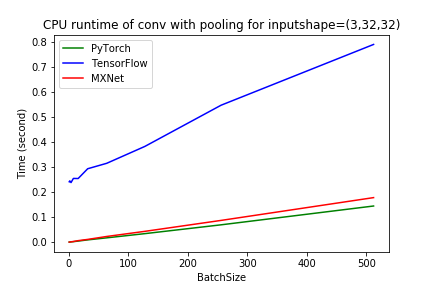 CPU runtime of conv with pooling for inputshape=(3,32,32)
PyTorch
TensorFlow
MXNet
Time (second)
0.8
0.7
0.6
0.5
0.4
0.3
0.2
0.1
0.0
0 100 200 300 400 500
BatchSize